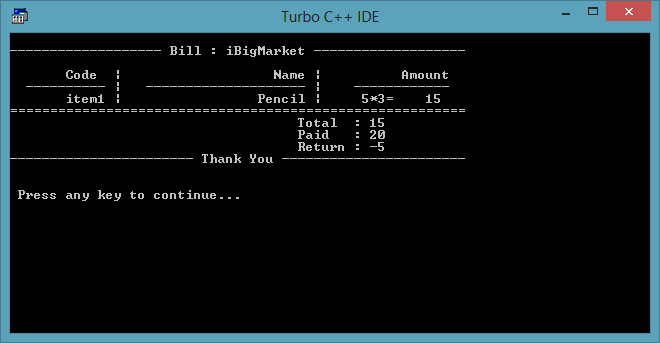 Turbo C++ IDE
------------------- Bill : iBigMarket -------------------
Code ¦ Name ¦ Amount
---------- ¦ -------------------- ¦ ------------
item1 ¦ Pencil ¦ 5*3= 15
=========================================================
Total : 15
Paid : 20
Return : -5
----------------------- Thank You -----------------------
Press any key to continue...